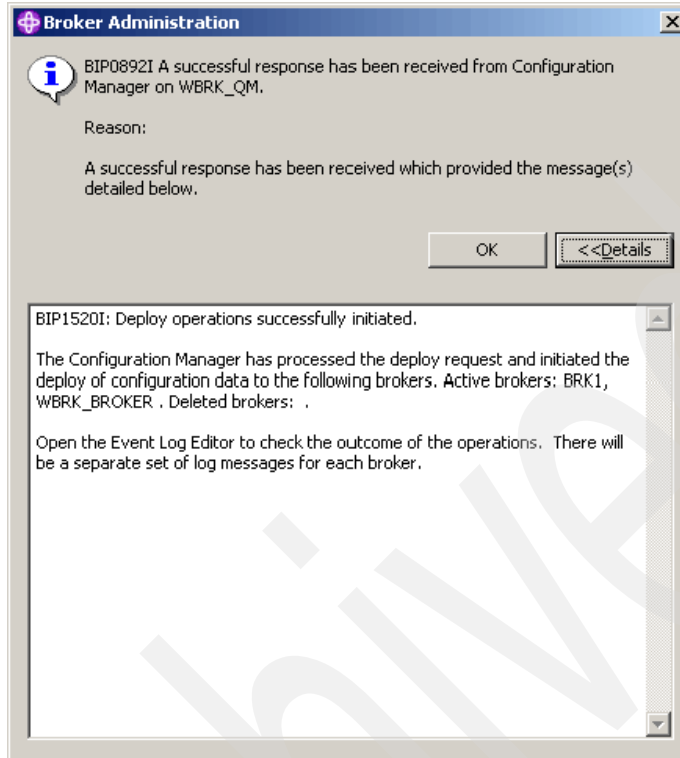 Broker Administration
BIP0892I A successful response has been received from Configuration
Manager on WBRK_QM.
Reason:
A successful response has been received which provided the message(s)
detailed below.
OK
<<Details
BIP1520I: Deploy operations successfully initiated.
The Configuration Manager has processed the deploy request and initiated the
deploy of configuration data to the following brokers. Active brokers: BRK1,
WBRK_BROKER . Deleted brokers:  .
Open the Event Log Editor to check the outcome of the operations.  There will
be a separate set of log messages for each broker.